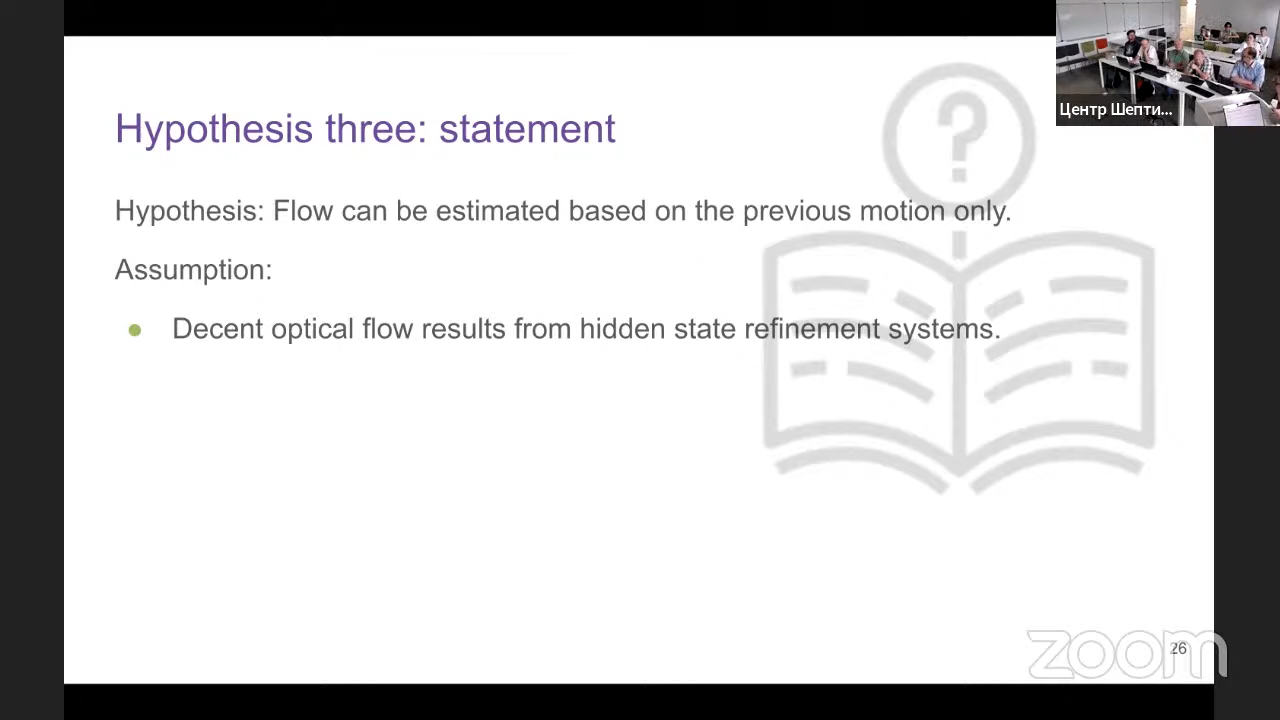 Hypothesis three: statement
Hypothesis: Flow can be estimated based on the previous motion only.
Assumption:
● Decent optical flow results from hidden state refinement systems.
Центр Шепти...
?
26
zoom